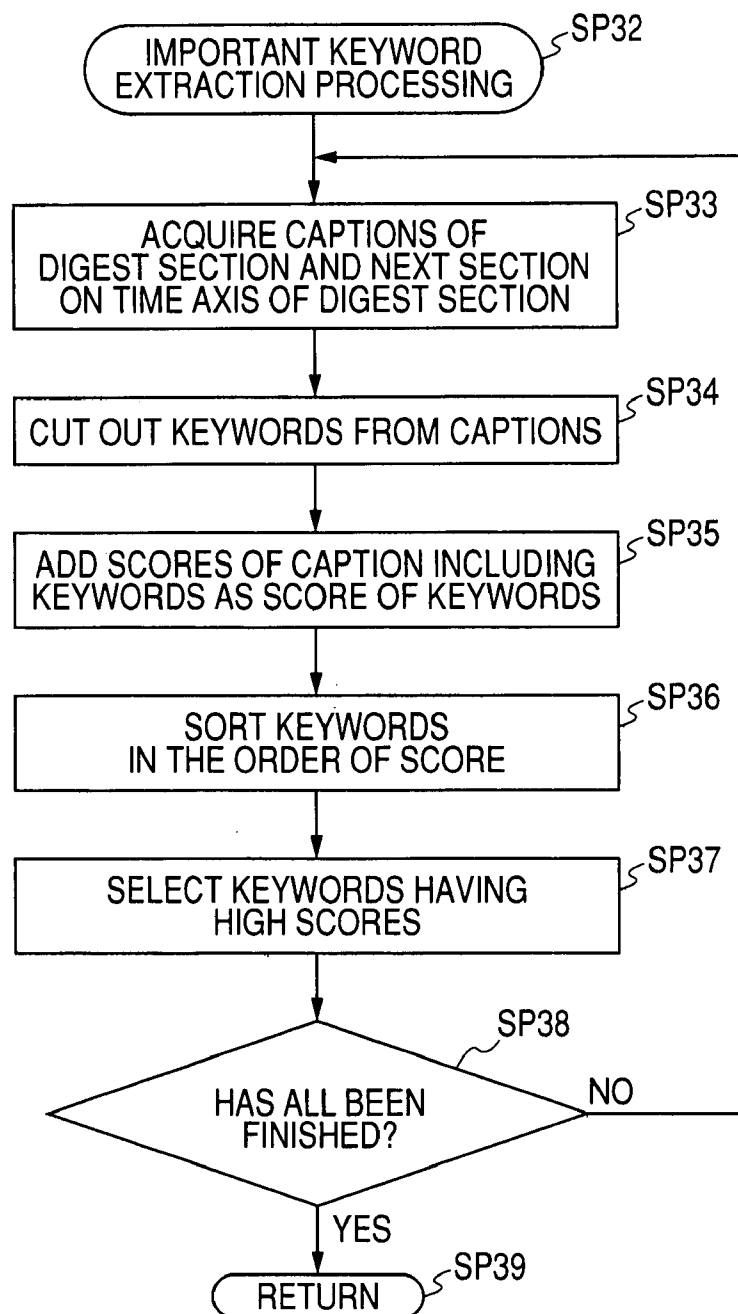 SP32
IMPORTANT KEYWORD
EXTRACTION PROCESSING
SP33
ACQUIRE CAPTIONS OF
DIGEST SECTION AND NEXT SECTION
ON TIME AXIS OF DIGEST SECTION
SP34
CUT OUT KEYWORDS FROM CAPTIONS
SP35
ADD SCORES OF CAPTION INCLUDING
KEYWORDS AS SCORE OF KEYWORDS
SP36
SORT KEYWORDS
IN THE ORDER OF SCORE
SP37
SELECT KEYWORDS HAVING
HIGH SCORES
SP38
HAS ALL BEEN
FINISHED?
NO
YES
SP39
RETURN